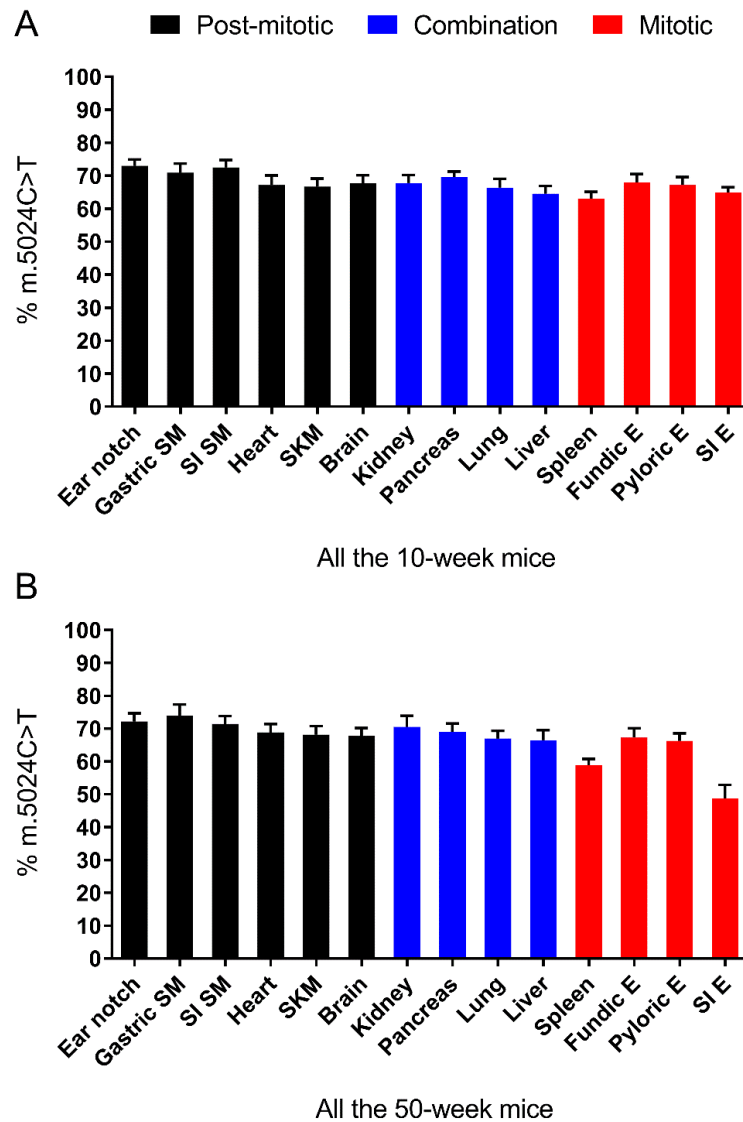 A
Post-mitotic Combination Mitotic
% m.5024C>T
100
90
80
70
60
50
40
30
20
10
0
Ear notch
Gastric SM
SI SM
Heart
SKM
Brain
Kidney
Pancreas
Lung
Liver
Spleen
Fundic E
Pyloric E
SI E
All the 10-week mice
B
% m.5024C>T
100
90
80
70
60
50
40
30
20
10
0
Ear notch
Gastric SM
SI SM
Heart
SKM
Brain
Kidney
Pancreas
Lung
Liver
Spleen
Fundic E
Pyloric E
SI E
All the 50-week mice